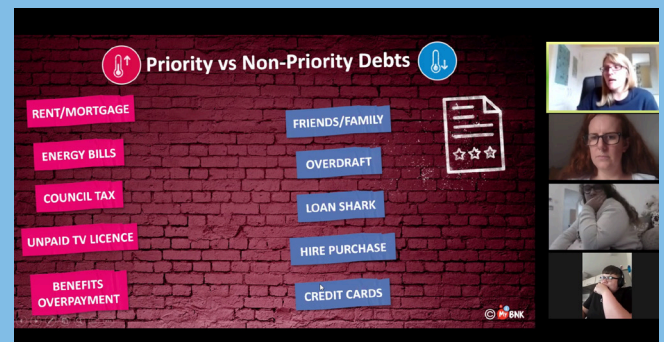 Priority vs Non-Priority Debts
RENT/MORTGAGE
ENERGY BILLS
COUNCIL TAX
UNPAID TV LICENCE
BENEFITS
OVERPAYMENT
FRIENDS/FAMILY
OVERDRAFT
LOAN SHARK
HIRE PURCHASE
CREDIT CARDS
© MyBNK